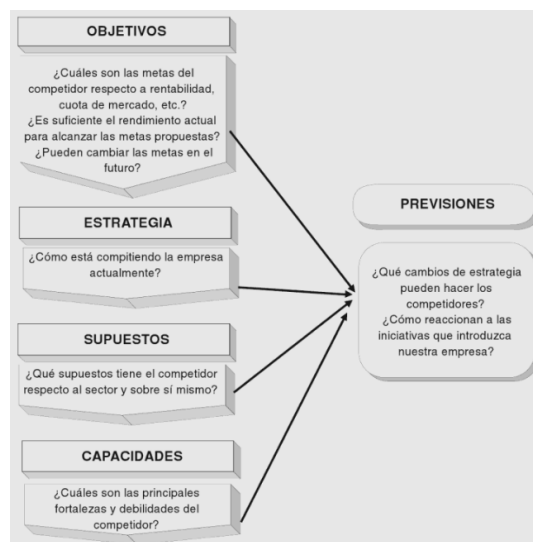 OBJETIVOS
¿Cuáles son las metas del
competidor respecto a rentabilidad,
cuota de mercado, etc.?
¿Es suficiente el rendimiento actual
para alcanzar las metas propuestas?
¿Pueden cambiar las metas en el
futuro?
ESTRATEGIA
¿Cómo está compitiendo la empresa
actualmente?
SUPUESTOS
¿Qué supuestos tiene el competidor
respecto al sector y sobre sí mismo?
CAPACIDADES
¿Cuáles son las principales
fortalezas y debilidades del
competidor?
PREVISIONES
¿Qué cambios de estrategia
pueden hacer los
competidores?
¿Cómo reaccionan a las
iniciativas que introduzca
nuestra empresa?